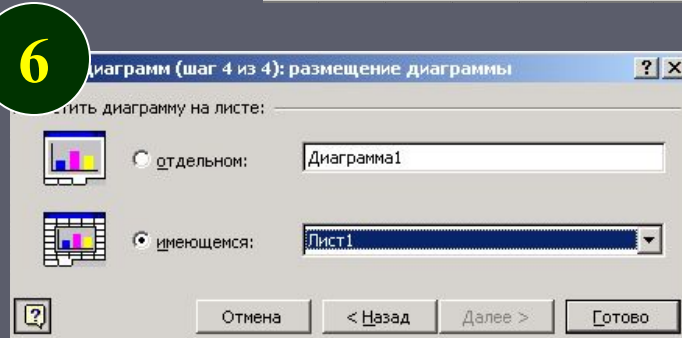 6
диаграмм (шаг 4 из 4): размещение диаграммы
диаграмму на листе:
отдельном: Диаграмма1
имеющемся: Лист1
Отмена < Назад Далее > Готово